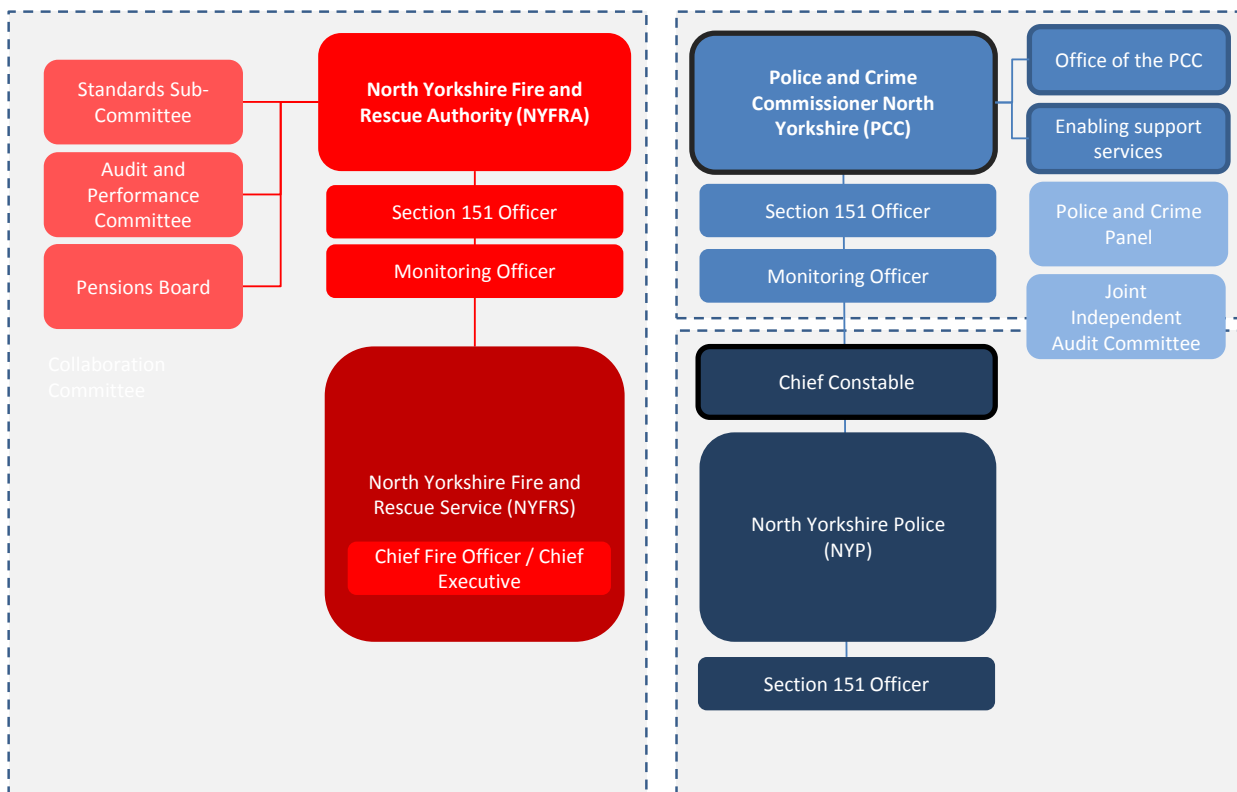 Standards Sub-
Committee
Audit and
Performance
Committee
Pensions Board
Collaboration
Committee
North Yorkshire Fire and
Rescue Authority (NYFRA)
Section 151 Officer
Monitoring Officer
North Yorkshire Fire and
Rescue Service (NYFRS)
Chief Fire Officer / Chief
Executive
Police and Crime
Commissioner North
Yorkshire (PCC)
Section 151 Officer
Monitoring Officer
Office of the PCC
Enabling support
services
Police and Crime
Panel
Joint
Independent
Audit Committee
Chief Constable
North Yorkshire Police
(NYP)
Section 151 Officer